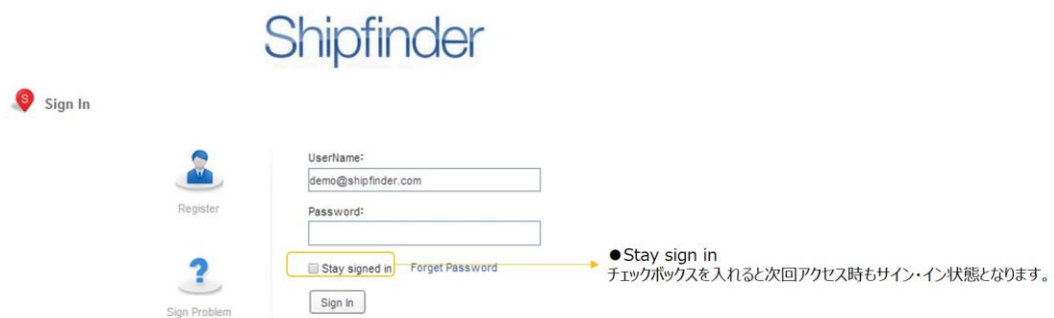 Shipfinder
S Sign In
UserName:
demo@shipfinder.com
Register
Password:
●Stay sign in
チェックボックスを入れると次回アクセス時もサイン・イン状態となります。
Stay signed in Forget Password
Sign In
Sign Problem